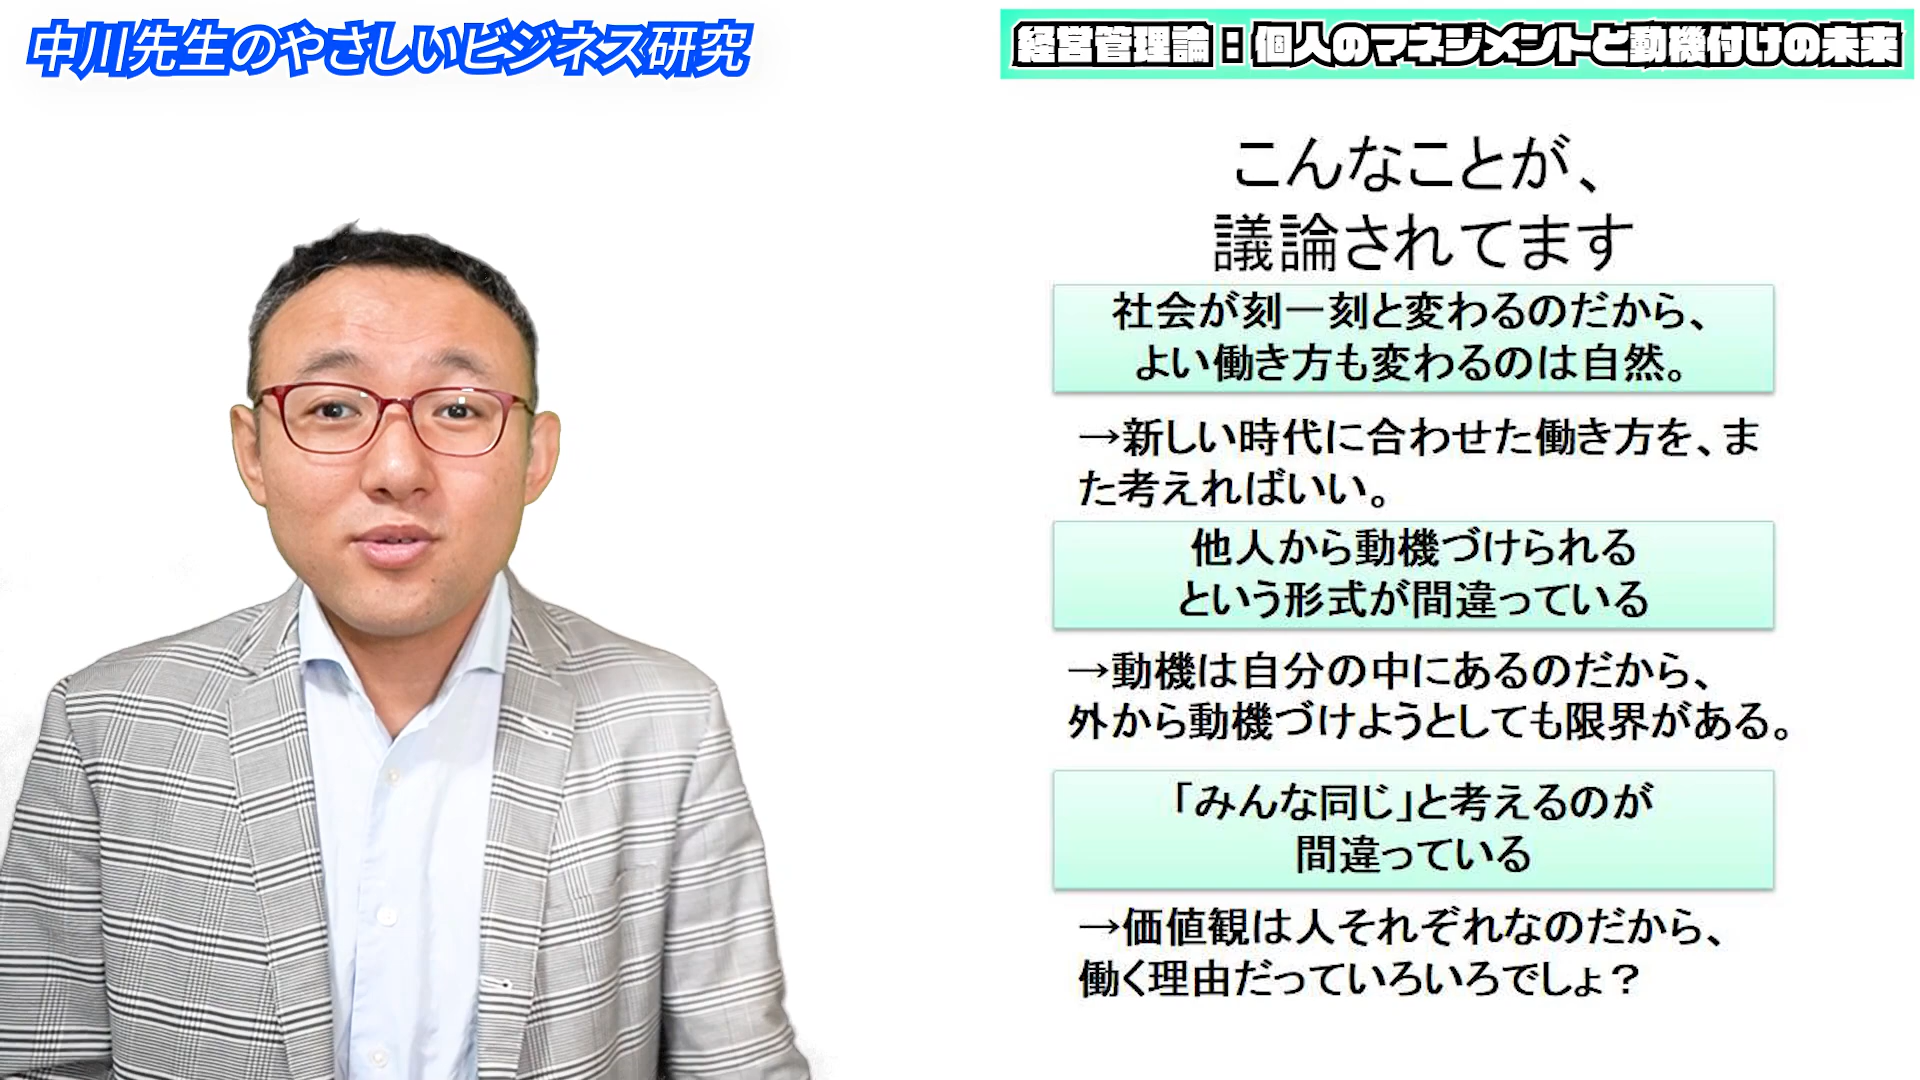 中川先生のやさしいビジネス研究
経営管理論：個人のマネジメントと動機付けの未来
こんなことが、
議論されてます
社会が刻一刻と変わるのだから、
よい働き方も変わるのは自然。
→新しい時代に合わせた働き方を、ま
た考えればいい。
他人から動機づけられる
という形式が間違っている
→動機は自分の中にあるのだから、
外から動機づけようとしても限界がある。
「みんな同じ」と考えるのが
間違っている
→価値観は人それぞれなのだから、
働く理由だっていろいろでしょ？